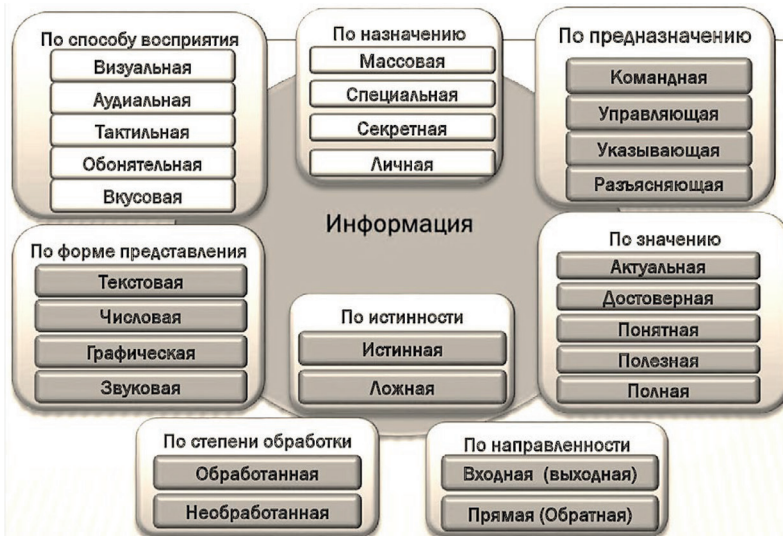 По способу восприятия
Визуальная
Аудиальная
Тактильная
Обонятельная
Вкусовая
По назначению
Массовая
Специальная
Секретная
Личная
По предназначению
Командная
Управляющая
Указывающая
Разъясняющая
Информация
По форме представления
Текстовая
Числовая
Графическая
Звуковая
По истинности
Истинная
Ложная
По значению
Актуальная
Достоверная
Понятная
Полезная
Полная
По степени обработки
Обработанная
Необработанная
По направленности
Входная (выходная)
Прямая (Обратная)